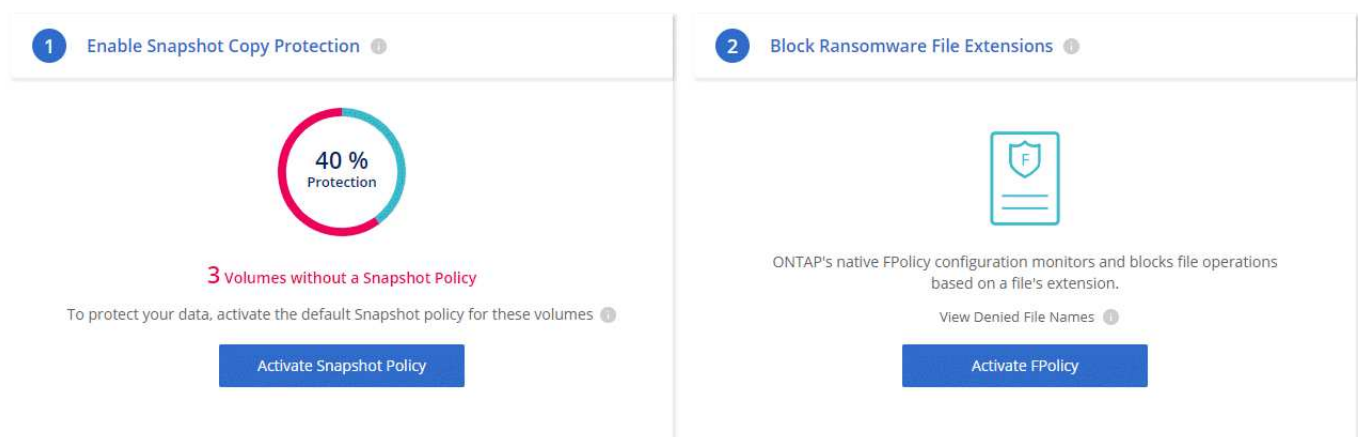 1 Enable Snapshot Copy Protection i
40 %
Protection
3 Volumes without a Snapshot Policy
To protect your data, activate the default Snapshot policy for these volumes i
Activate Snapshot Policy
2 Block Ransomware File Extensions i
F
ONTAP's native FPolicy configuration monitors and blocks file operations
based on a file's extension.
View Denied File Names i
Activate FPolicy